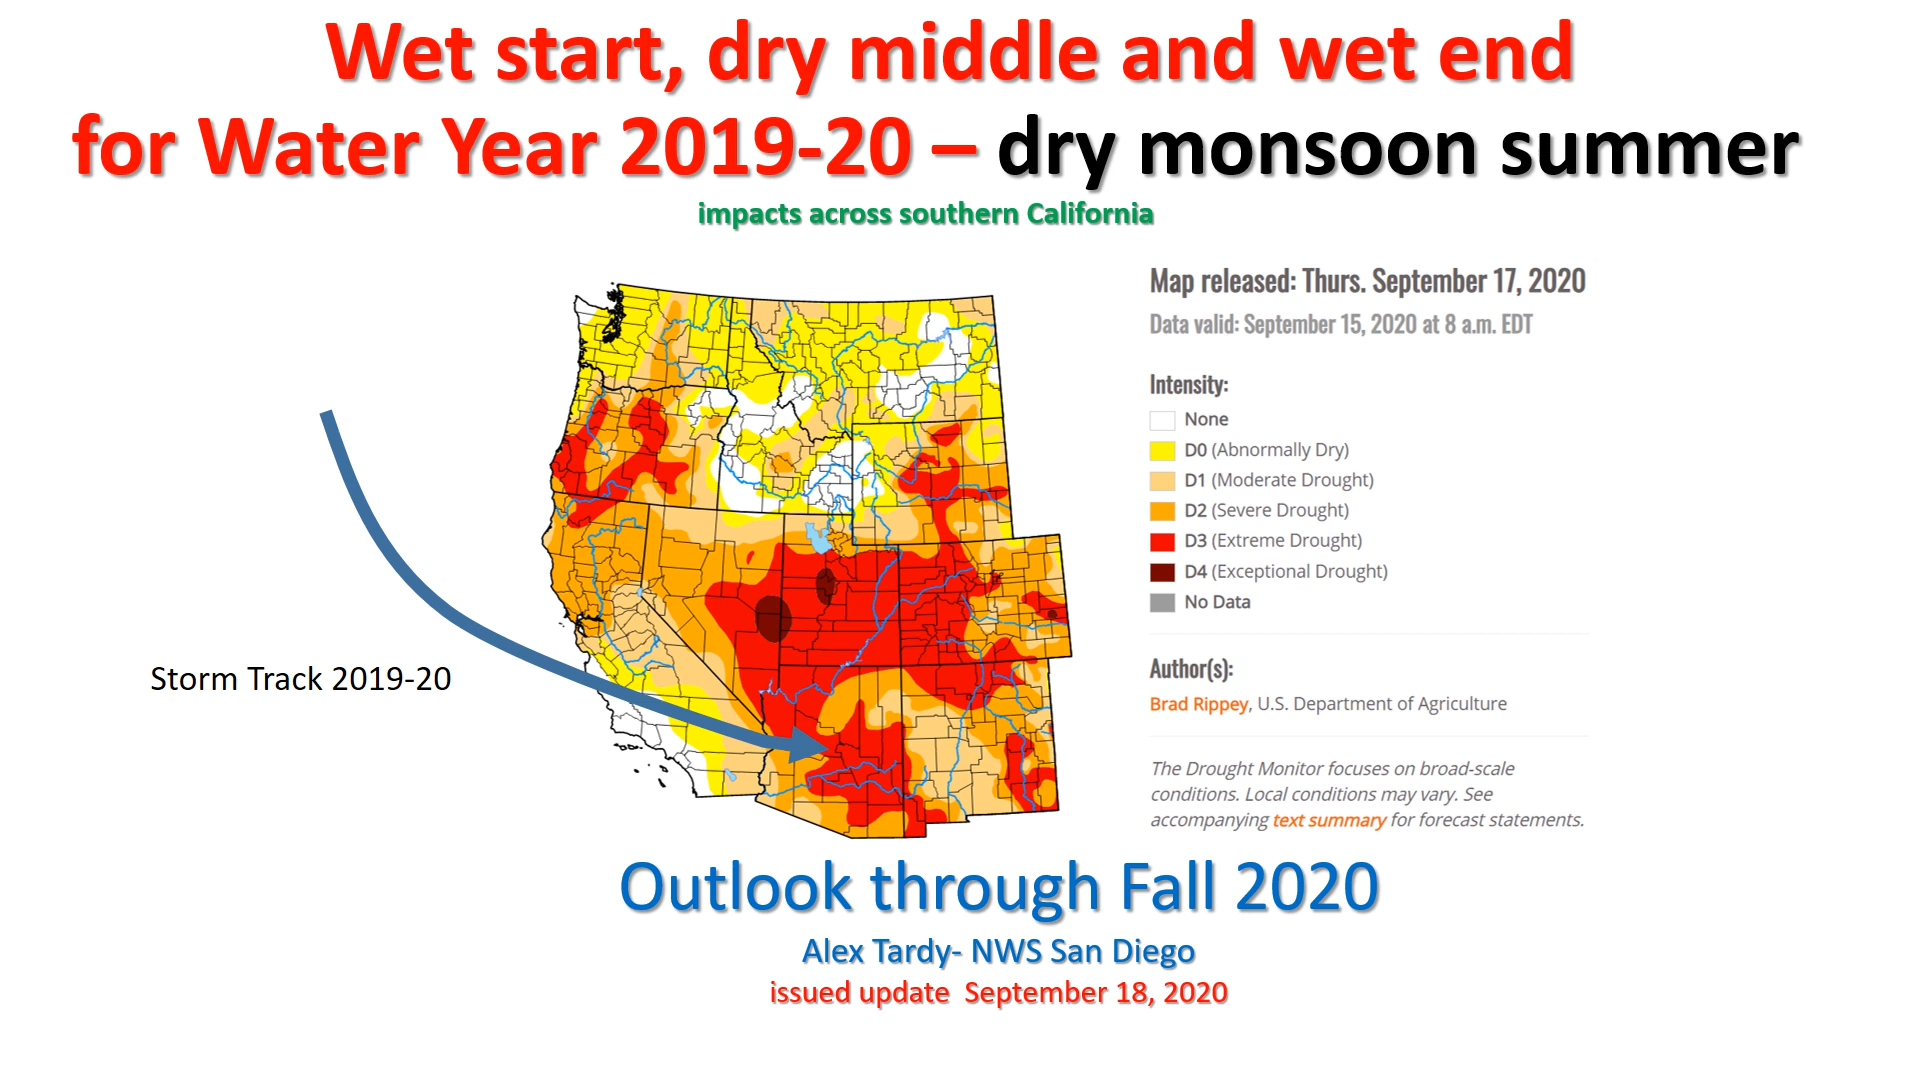 Wet start, dry middle and wet end
for Water Year 2019-20 – dry monsoon summer
impacts across southern California
Map released: Thurs. September 17, 2020
Data valid: September 15, 2020 at 8 a.m. EDT
Intensity:
None
D0 (Abnormally Dry)
D1 (Moderate Drought)
D2 (Severe Drought)
D3 (Extreme Drought)
D4 (Exceptional Drought)
No Data
Author(s):
Brad Rippey, U.S. Department of Agriculture
The Drought Monitor focuses on broad-scale
conditions. Local conditions may vary. See
accompanying text summary for forecast statements.
Storm Track 2019-20
Outlook through Fall 2020
Alex Tardy- NWS San Diego
issued update  September 18, 2020